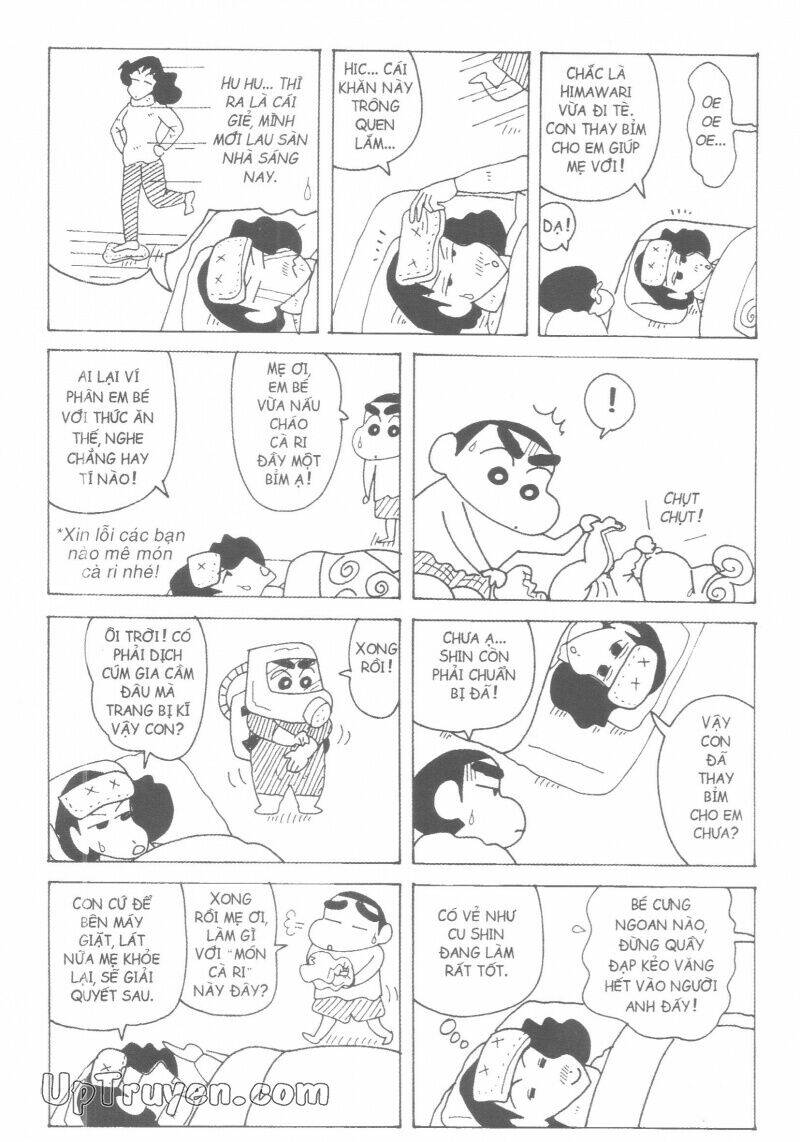 OE
OE
OE...
CHẮC LÀ
HIMAWARI
VỪA ĐI TÈ.
CON THAY BỈM
CHO EM GIÚP
MẸ VỚI!
DẠ!
HIC... CÁI
KHĂN NÀY
TRÔNG
QUEN
LẮM...
HU HU... THÌ
RA LÀ CÁI
GIẺ, MÌNH
MỚI LAU SÀN
NHÀ SÁNG
NAY.
!
CHỤT
CHỤT!
MẸ ƠI,
EM BÉ
VỪA NẤU
CHÁO
CÀ RI
ĐẦY MỘT
BỈM Ạ!
AI LẠI VÍ
PHÂN EM BÉ
VỚI THỨC ĂN
THẾ, NGHE
CHẲNG HAY
TÍ NÀO!
*Xin lỗi các bạn
nào mê món
cà ri nhé!
VẬY
CON
ĐÃ
THAY
BỈM
CHO EM
CHƯA?
CHƯA Ạ...
SHIN CÒN
PHẢI CHUẨN
BỊ ĐÃ!
XONG
RỒI!
ÔI TRỜI! CÓ
PHẢI DỊCH
CÚM GIA CẦM
ĐÂU MÀ
TRANG BỊ KĨ
VẬY CON?
BÉ CƯNG
NGOAN NÀO,
ĐỪNG QUẪY
ĐẠP KẺO VĂNG
HẾT VÀO NGƯỜI
ANH ĐẤY!
CÓ VẺ NHƯ
CU SHIN
ĐANG LÀM
RẤT TỐT.
XONG
RỒI MẸ ƠI,
LÀM GÌ
VỚI "MÓN
CÀ RI"
NÀY ĐÂY?
CON CỨ ĐỂ
BÊN MÁY
GIẶT, LÁT
NỮA MẸ KHỎE
LẠI, SẼ GIẢI
QUYẾT SAU.
UpTruyen.com